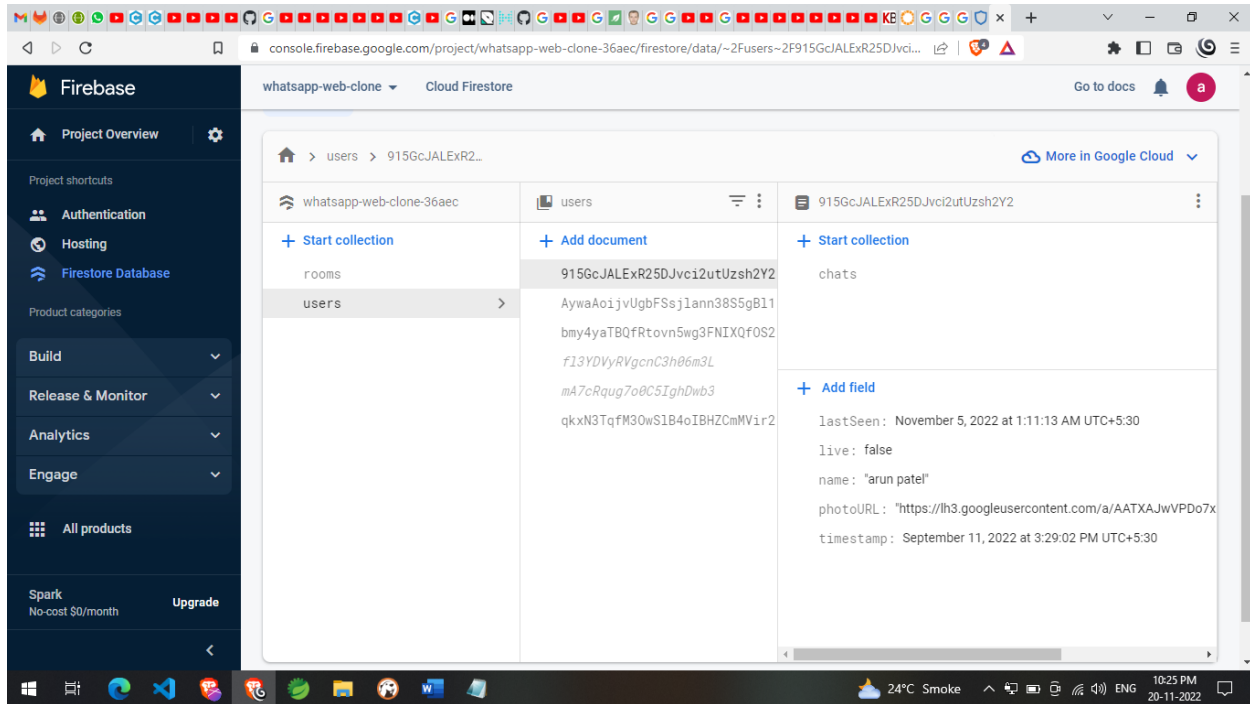 console.firebase.google.com/project/whatsapp-web-clone-36aec/firestore/data/~2Fusers~2F915GcJALExR25DJvci...
Firebase
whatsapp-web-clone
Cloud Firestore
Go to docs
a
Project Overview
Project shortcuts
Authentication
Hosting
Firestore Database
Product categories
Build
Release & Monitor
Analytics
Engage
All products
Spark
No-cost $0/month
Upgrade
> users > 915GcJALExR2...
More in Google Cloud
whatsapp-web-clone-36aec
+ Start collection
rooms
users
users
+ Add document
915GcJALExR25DJvci2utUzsh2Y2
AywaAoijvUgbFSsjlann38S5gBl1
bmy4yaTBQfRtovn5wg3FNIXQfOS2
fl3YDVyRVgcnC3h06m3L
mA7cRqug7o0C5IghDwb3
qkxN3TqfM3OwSlB4oIBHZCmMVir2
915GcJALExR25DJvci2utUzsh2Y2
+ Start collection
chats
+ Add field
lastSeen: November 5, 2022 at 1:11:13 AM UTC+5:30
live: false
name: "arun patel"
photoURL: "https://lh3.googleusercontent.com/a/AATXAJwVPDo7x
timestamp: September 11, 2022 at 3:29:02 PM UTC+5:30
24°C Smoke
ENG
10:25 PM
20-11-2022